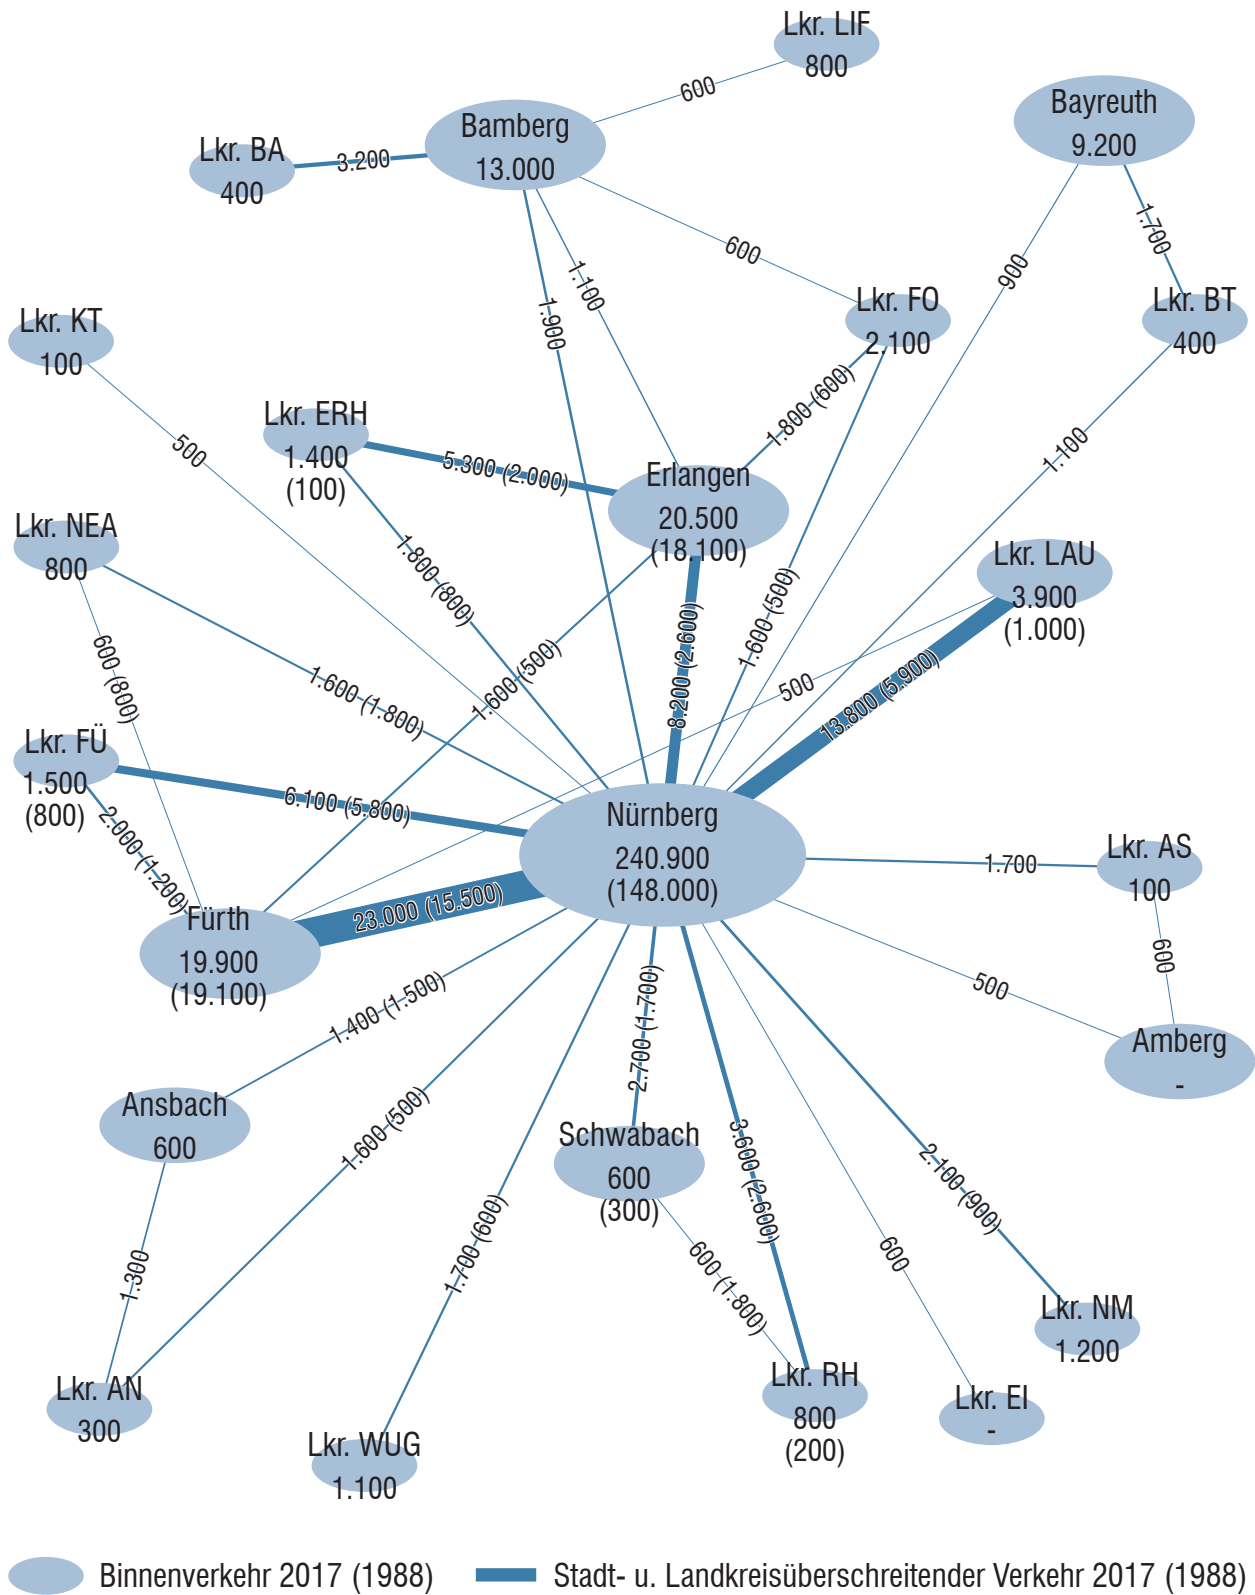 Lkr. LIF
800
600
Bayreuth
9.200
Bamberg
13.000
Lkr. BA
400
3.200
1.700
600
900
1.100
1.900
Lkr. FO
2.100
Lkr. BT
400
Lkr. KT
100
500
1.800 (600)
1.100
Lkr. ERH
1.400
(100)
5.300 (2.000)
Erlangen
20.500
(18.100)
Lkr. NEA
800
1.800 (800)
Lkr. LAU
3.900
(1.000)
1.600 (500)
8.200 (2.600)
600 (800)
1.600 (1.800)
1.600 (500)
500
13.800 (5.900)
Lkr. FÜ
1.500
(800)
6.100 (5.800)
2.000 (1.200)
Nürnberg
240.900
(148.000)
1.700
Lkr. AS
100
Fürth
19.900
(19.100)
23.000 (15.500)
600
500
1.400 (1.500)
2.700 (1.700)
Amberg
-
Ansbach
600
1.600 (500)
Schwabach
600
(300)
3.600 (2.600)
2.100 (900)
1.300
1.700 (600)
600 (1.800)
600
Lkr. NM
1.200
Lkr. AN
300
Lkr. RH
800
(200)
Lkr. EI
-
Lkr. WUG
1.100
Binnenverkehr 2017 (1988)
Stadt- u. Landkreisüberschreitender Verkehr 2017 (1988)